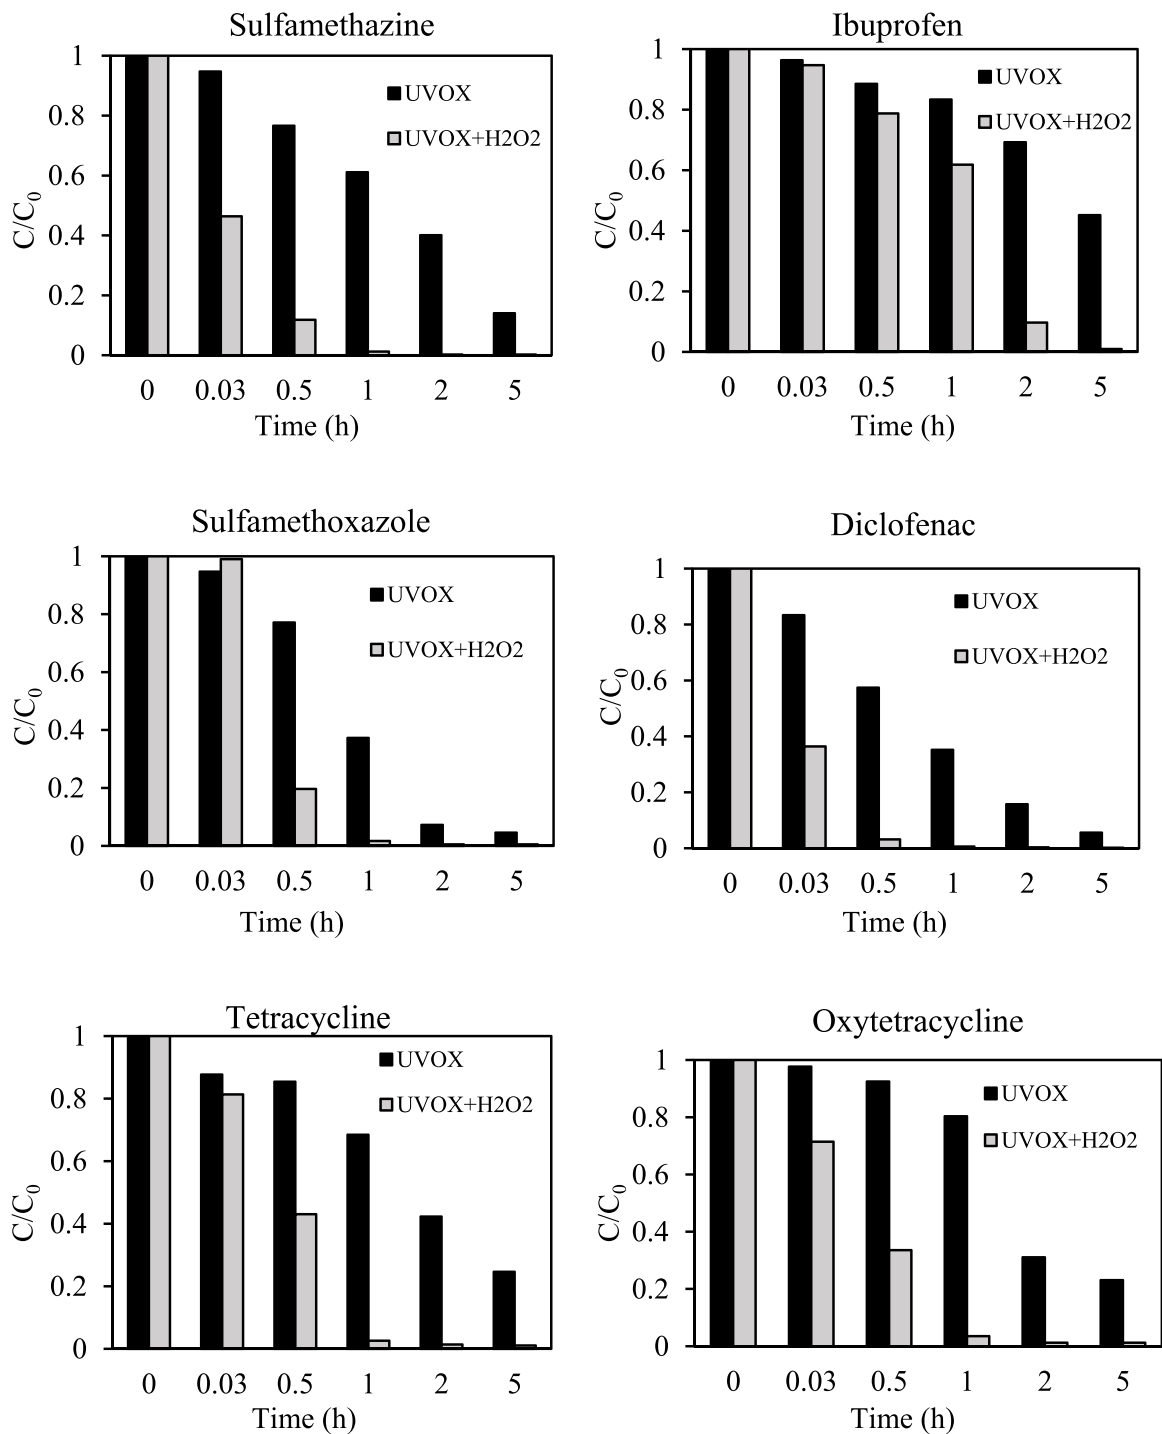 Sulfamethazine
1
0.8
0.6
0.4
0.2
0
C/C0
UVOX
UVOX+H2O2
0 0.03 0.5 1 2 5
Time (h)
Ibuprofen
1
0.8
0.6
0.4
0.2
0
C/C0
UVOX
UVOX+H2O2
0 0.03 0.5 1 2 5
Time (h)
Sulfamethoxazole
1
0.8
0.6
0.4
0.2
0
C/C0
UVOX
UVOX+H2O2
0 0.03 0.5 1 2 5
Time (h)
Diclofenac
1
0.8
0.6
0.4
0.2
0
C/C0
UVOX
UVOX+H2O2
0 0.03 0.5 1 2 5
Time (h)
Tetracycline
1
0.8
0.6
0.4
0.2
0
C/C0
UVOX
UVOX+H2O2
0 0.03 0.5 1 2 5
Time (h)
Oxytetracycline
1
0.8
0.6
0.4
0.2
0
C/C0
UVOX
UVOX+H2O2
0 0.03 0.5 1 2 5
Time (h)